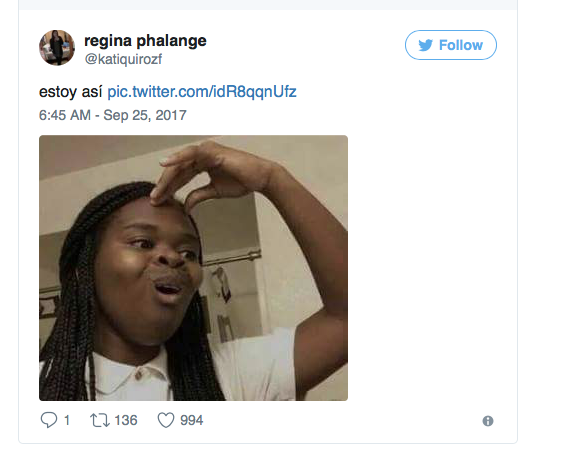 regina phalange
Follow
@katiquirozf
estoy así pic.twitter.com/idR8qqnUfz
6:45 AM - Sep 25, 2017
1 136 994